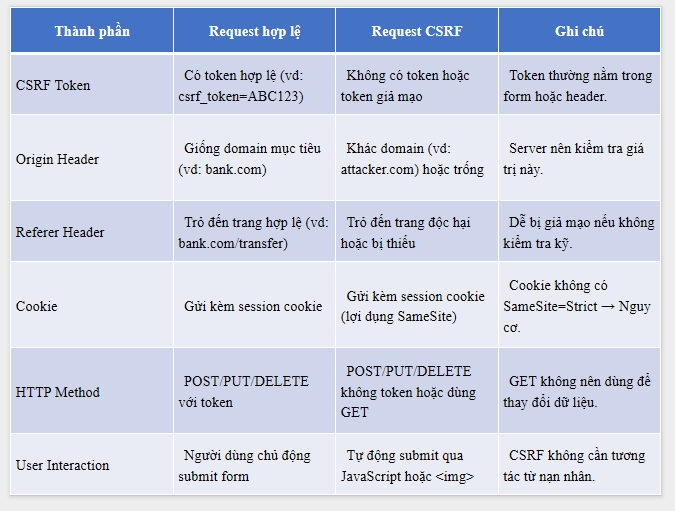 Thành phần
Request hợp lệ
Request CSRF
Ghi chú
CSRF Token
Có token hợp lệ (vd:
csrf_token=ABC123)
Không có token hoặc
token giả mạo
Token thường nằm trong
form hoặc header.
Origin Header
Giống domain mục tiêu
(vd: bank.com)
Khác domain (vd:
attacker.com) hoặc trống
Server nên kiểm tra giá
trị này.
Referer Header
Trỏ đến trang hợp lệ (vd:
bank.com/transfer)
Trỏ đến trang độc hại
hoặc bị thiếu
Dễ bị giả mạo nếu không
kiểm tra kỹ.
Cookie
Gửi kèm session cookie
Gửi kèm session cookie
(lợi dụng SameSite)
Cookie không có
SameSite=Strict → Nguy
cơ.
HTTP Method
POST/PUT/DELETE
với token
POST/PUT/DELETE
không token hoặc dùng
GET
GET không nên dùng để
thay đổi dữ liệu.
User Interaction
Người dùng chủ động
submit form
Tự động submit qua
JavaScript hoặc <img>
CSRF không cần tương
tác từ nạn nhân.